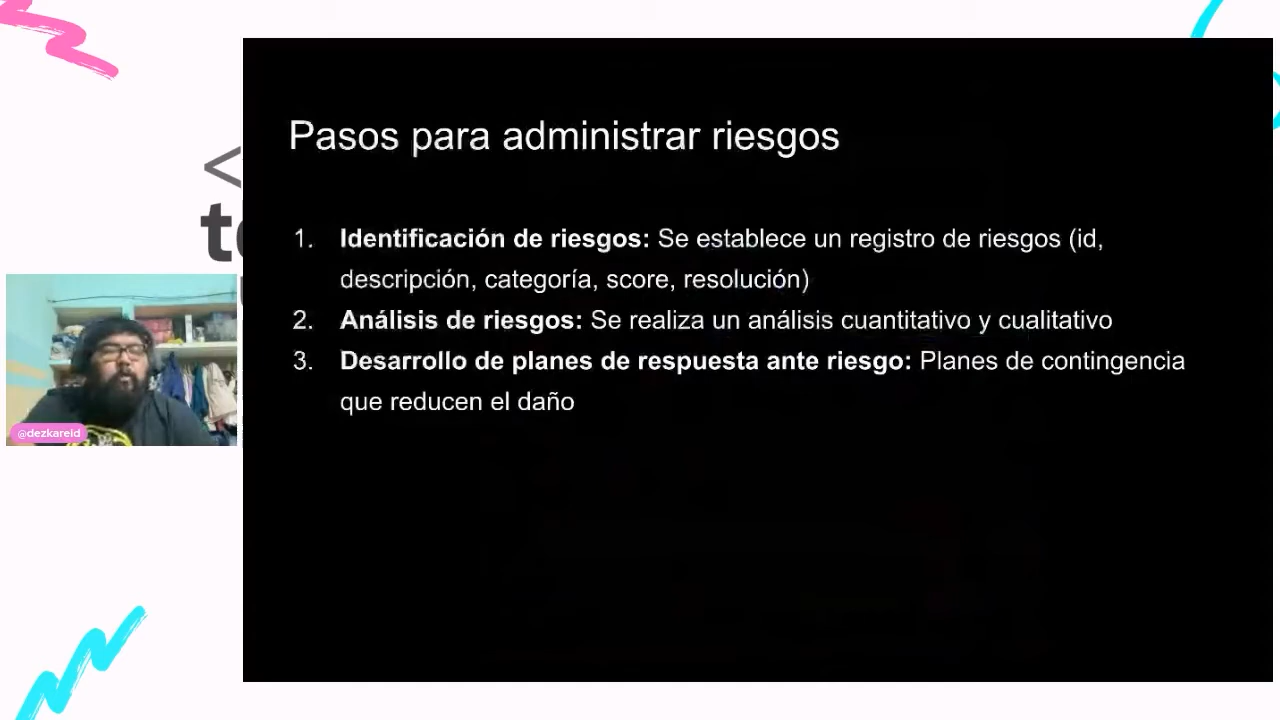 Pasos para administrar riesgos
1. Identificación de riesgos: Se establece un registro de riesgos (id,
descripción, categoría, score, resolución)
2. Análisis de riesgos: Se realiza un análisis cuantitativo y cualitativo
3. Desarrollo de planes de respuesta ante riesgo: Planes de contingencia
que reducen el daño
<
@dezkareid